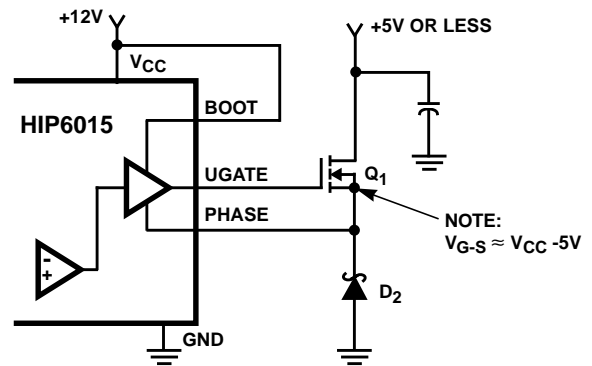 +12V
+5V OR LESS
VCC
BOOT
HIP6015
UGATE
Q1
PHASE
NOTE:
VG-S ≈ VCC -5V
-
+
D2
GND